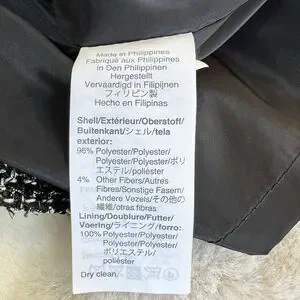 Made in Philippines
Fabriqué aux Philippines
In Den Philippinen
Hergestellt
Vervaardigd in Filipijnen
フィリピン製
Hecho en Filipinas
Shell/Extérieur/Oberstoff/
Buitenkant/シェル/tela
exterior:
96% Polyester/Polyester/
Polyester/Polyester/ポリ
エステル/poliéster
4% Other Fibers/Autres
Fibres/Sonstige Fasern/
Andere Vezels/その他の
繊維/otras fibras
Lining/Doublure/Futter/
Voering/ライニング/forro:
100% Polyester/Polyester/
Polyester/Polyester/ポリ
エステル/
poliéster
Dry clean.